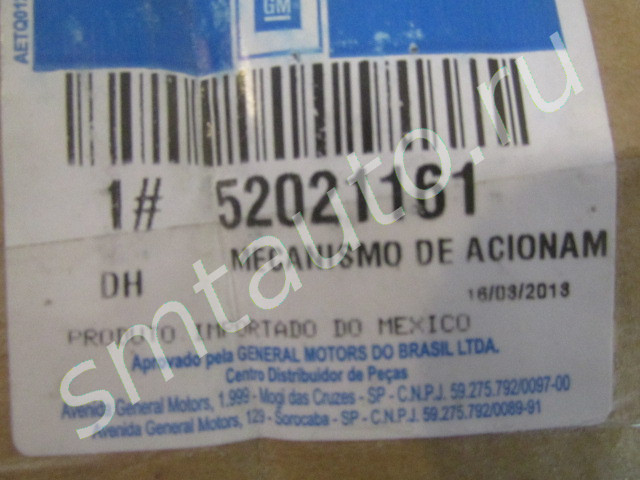 AETQ01
GM
1# 52021161
MECANISMO DE ACIONAM
DH
16/03/2013
PRODUTO IMPORTADO DO MEXICO
Aprovado pela GENERAL MOTORS DO BRASIL LTDA.
Centro Distribuidor de Peças
Avenida General Motors, 1.999 - Mogi das Cruzes - SP - C.N.P.J. 59.275.792/0097-00
Avenida General Motors, 129 - Sorocaba - SP - C.N.P.J. 59.275.792/0089-91
smtauto.ru